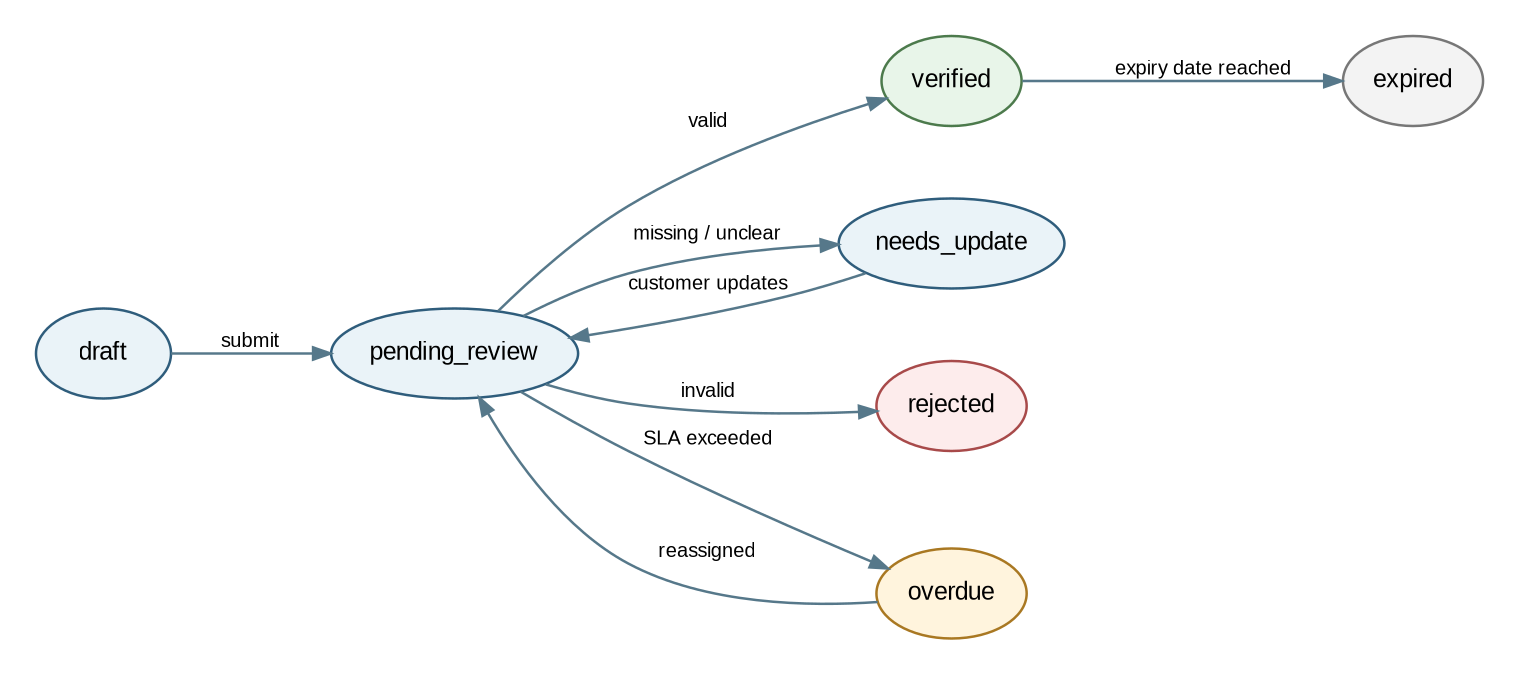 verified
expiry date reached
expired
valid
missing / unclear
needs_update
customer updates
draft
submit
pending_review
invalid
rejected
SLA exceeded
reassigned
overdue